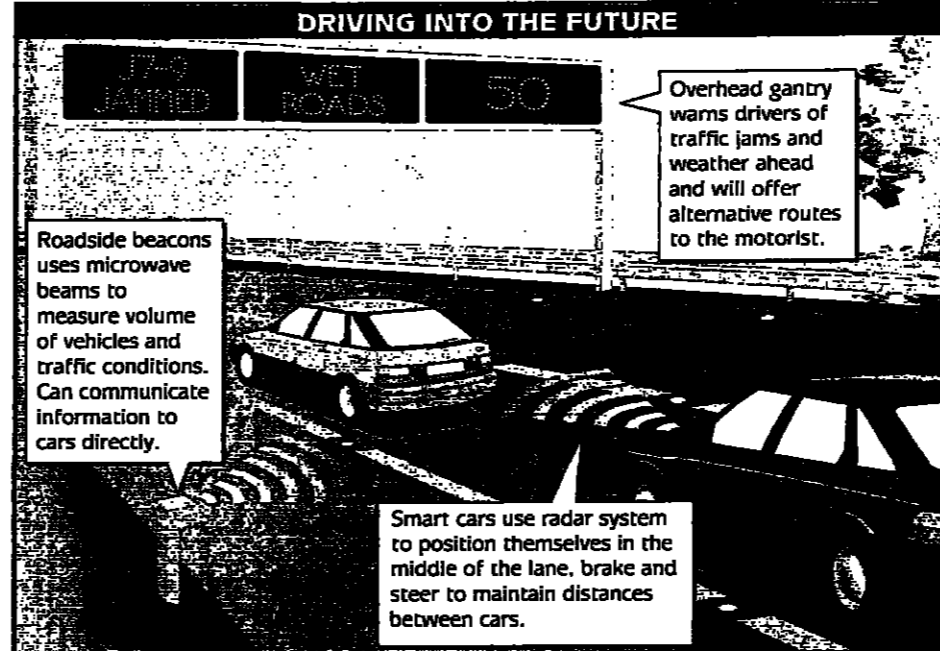 DRIVING INTO THE FUTURE
J7-9
JAMMED
WET
ROADS
50
Overhead gantry
warns drivers of
traffic jams and
weather ahead
and will offer
alternative routes
to the motorist.
Roadside beacons
uses microwave
beams to
measure volume
of vehicles and
traffic conditions.
Can communicate
information to
cars directly.
Smart cars use radar system
to position themselves in the
middle of the lane, brake and
steer to maintain distances
between cars.